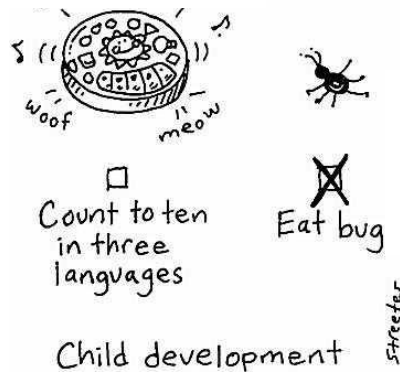 woof
meow
Count to ten
in three
languages
Eat bug
Child development
Streeter